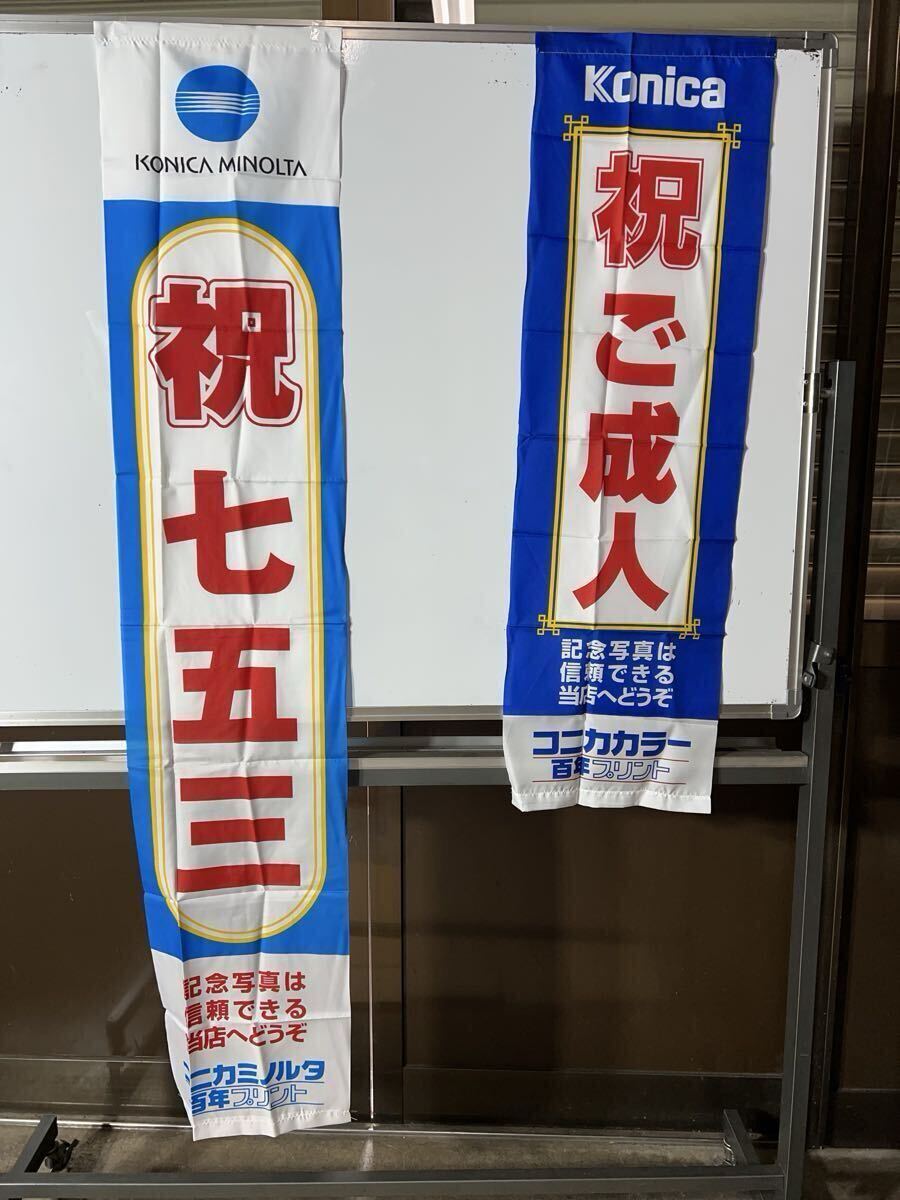 KONICA MINOLTA
祝七五三
記念写真は
信頼できる
当店へどうぞ
コニカミノルタ
百年プリント
Konica
祝ご成人
記念写真は
信頼できる
当店へどうぞ
コニカカラー
百年プリント